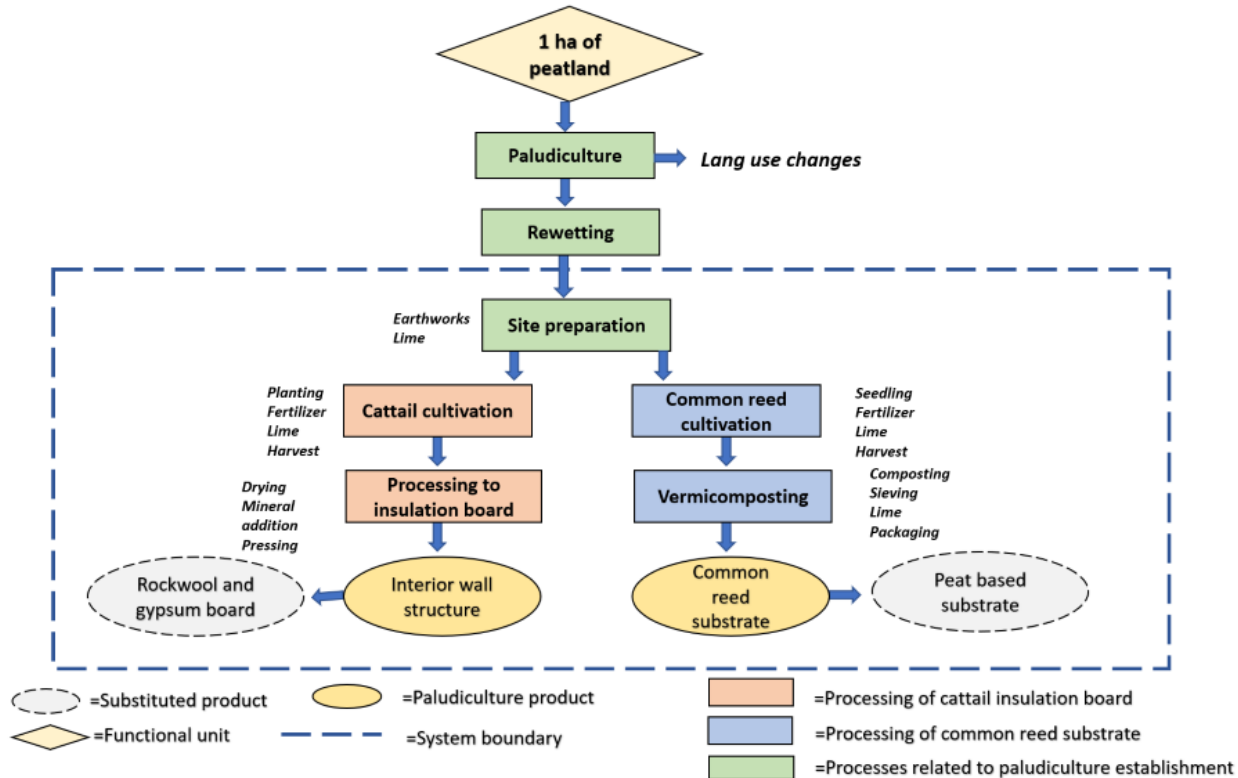 1 ha of
peatland
Paludiculture
Lang use changes
Rewetting
Earthworks
Lime
Site preparation
Planting
Fertilizer
Lime
Harvest
Cattail cultivation
Common reed
cultivation
Seedling
Fertilizer
Lime
Harvest
Drying
Mineral
addition
Pressing
Processing to
insulation board
Vermicomposting
Composting
Sieving
Lime
Packaging
Rockwool and
gypsum board
Interior wall
structure
Common
reed
substrate
Peat based
substrate
=Substituted product
=Paludiculture product
=Processing of cattail insulation board
=Functional unit
=System boundary
=Processing of common reed substrate
=Processes related to paludiculture establishment